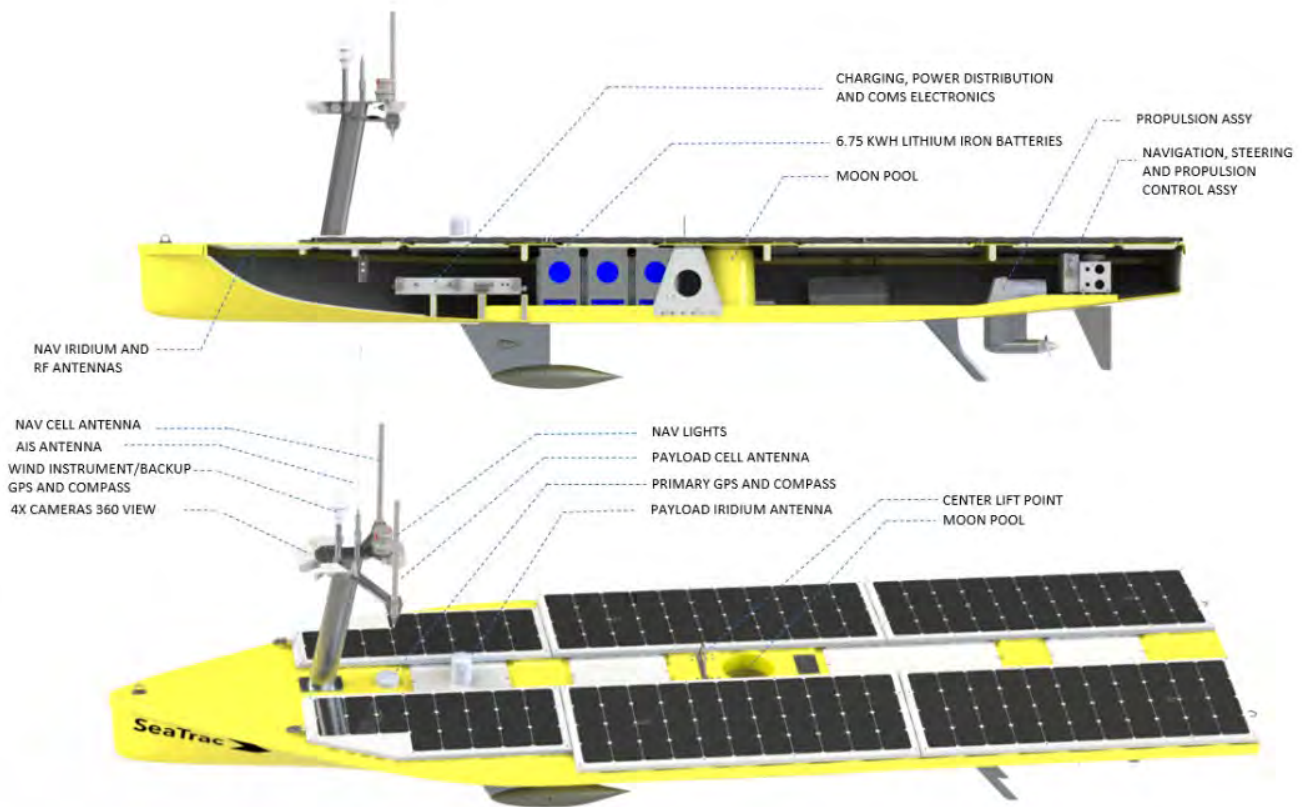 CHARGING, POWER DISTRIBUTION
AND COMS ELECTRONICS
6.75 KWH LITHIUM IRON BATTERIES
MOON POOL
PROPULSION ASSY
NAVIGATION, STEERING
AND PROPULSION
CONTROL ASSY
NAV IRIDIUM AND
RF ANTENNAS
NAV CELL ANTENNA
AIS ANTENNA
WIND INSTRUMENT/BACKUP
GPS AND COMPASS
4X CAMERAS 360 VIEW
NAV LIGHTS
PAYLOAD CELL ANTENNA
PRIMARY GPS AND COMPASS
PAYLOAD IRIDIUM ANTENNA
CENTER LIFT POINT
MOON POOL
SeaTrac